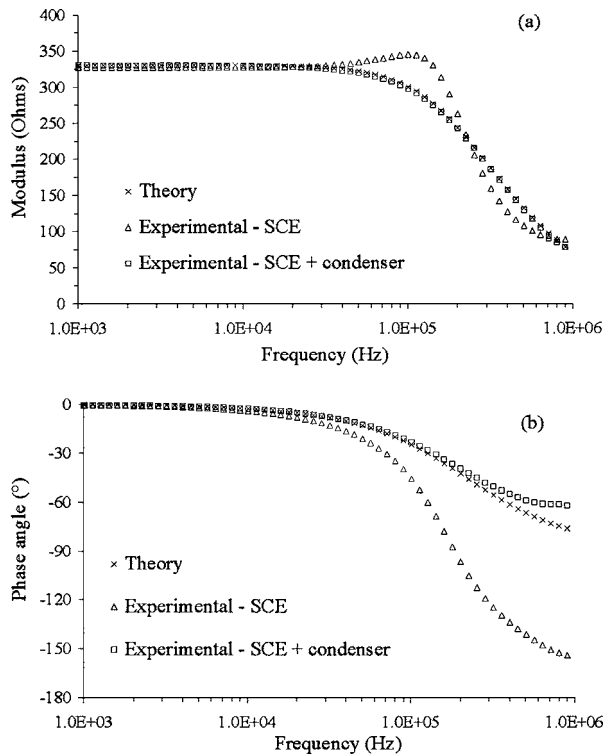 (a)
Modulus (Ohms)
400
350
300
250
200
150
100
50
0
× Theory
△ Experimental - SCE
□ Experimental - SCE + condenser
1.0E+03
1.0E+04
1.0E+05
1.0E+06
Frequency (Hz)
(b)
Phase angle (°)
0
-30
-60
-90
-120
-150
-180
× Theory
△ Experimental - SCE
□ Experimental - SCE + condenser
1.0E+03
1.0E+04
1.0E+05
1.0E+06
Frequency (Hz)